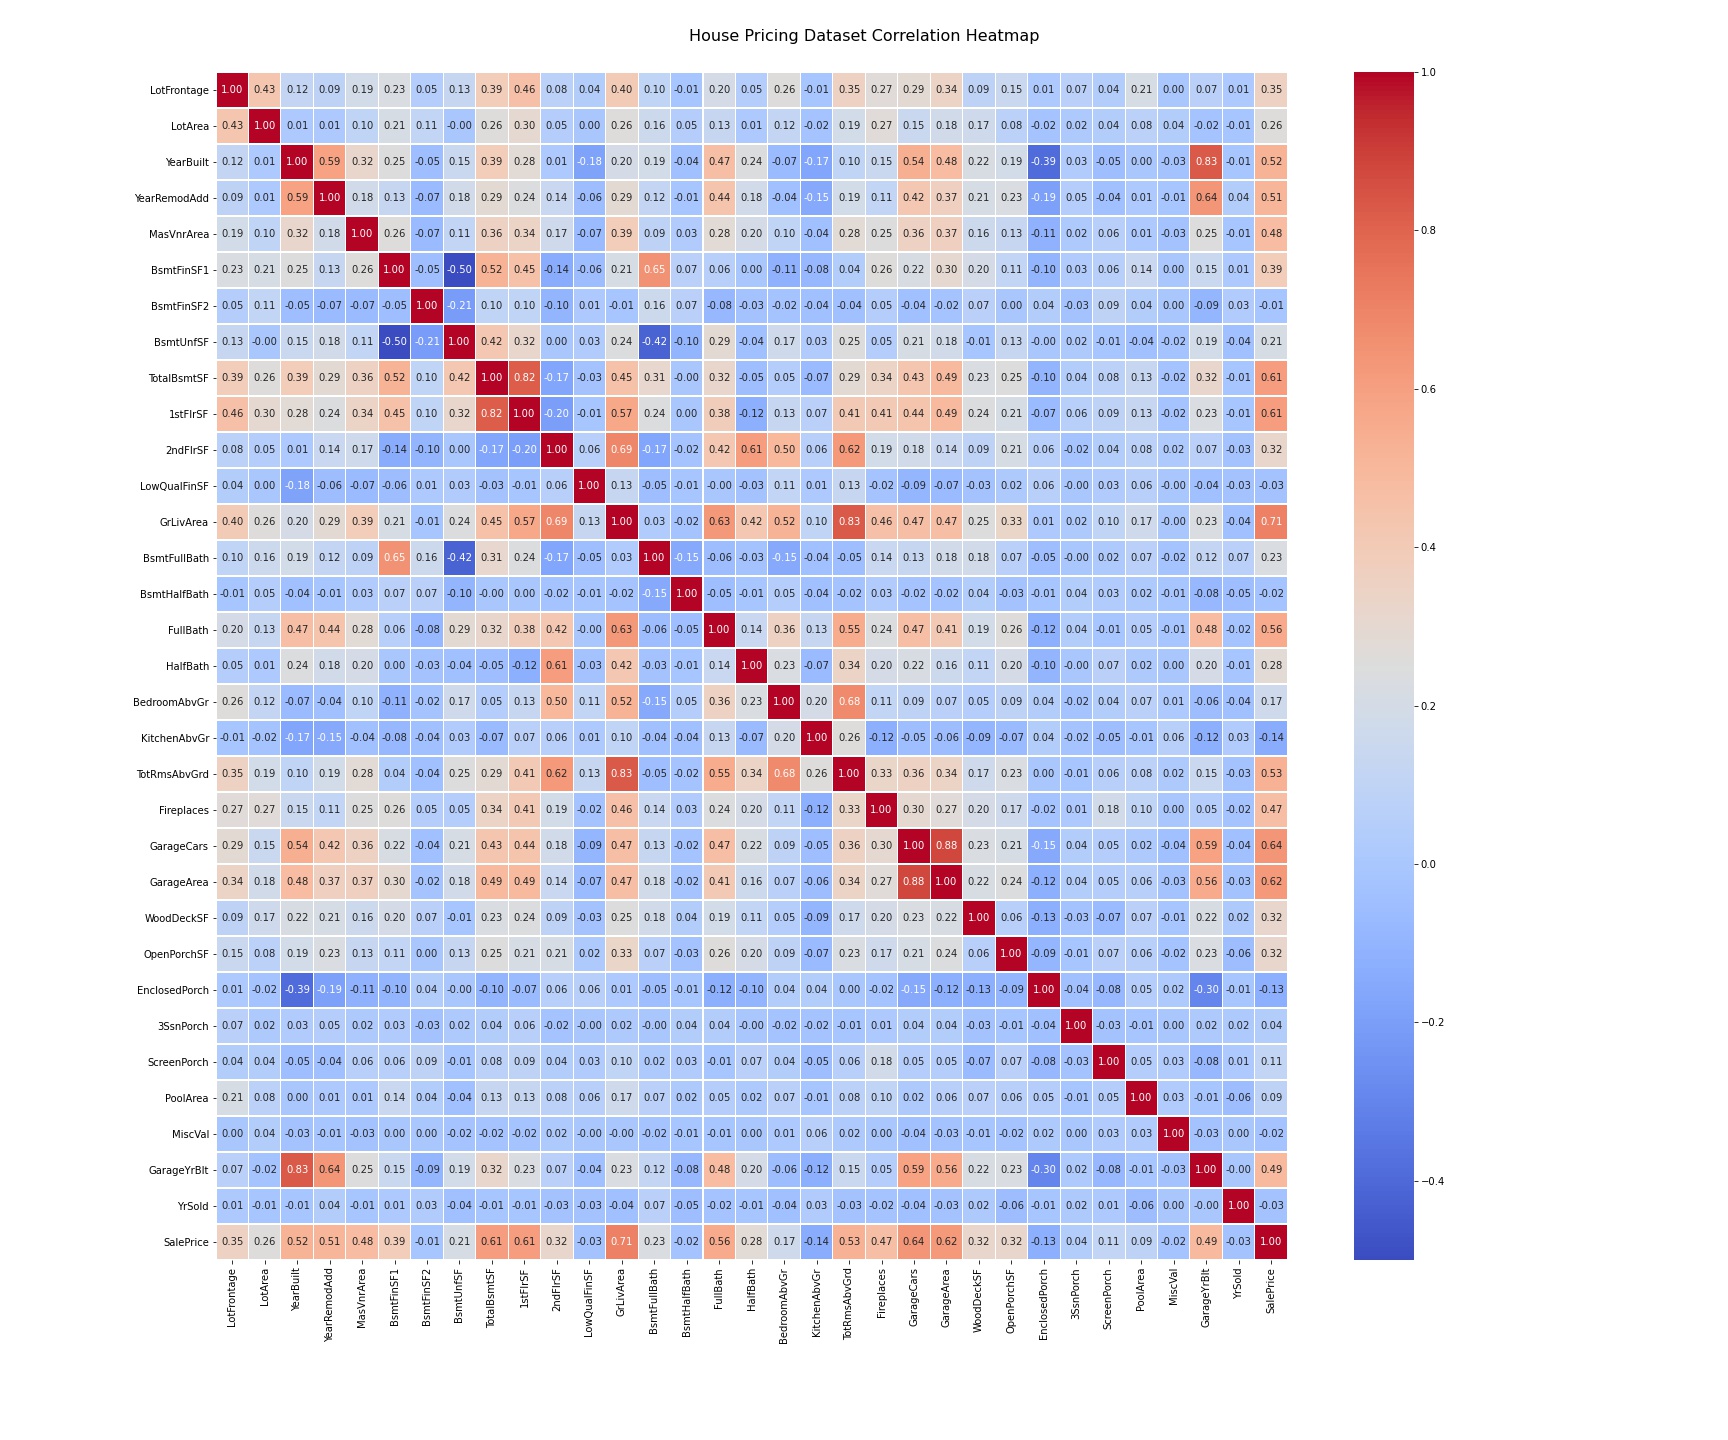 House Pricing Dataset Correlation Heatmap
LotFrontage 1.00 0.43 0.12 0.09 0.19 0.23 0.05 0.13 0.39 0.46 0.08 0.04 0.40 0.10 -0.01 0.20 0.05 0.26 -0.01 0.35 0.27 0.29 0.34 0.09 0.15 0.01 0.07 0.04 0.21 0.00 0.07 0.01 0.35
LotArea 0.43 1.00 0.01 0.01 0.10 0.21 0.11 -0.00 0.26 0.30 0.05 0.00 0.26 0.16 0.05 0.13 0.01 0.12 -0.02 0.19 0.27 0.15 0.18 0.17 0.08 -0.02 0.02 0.04 0.08 0.04 -0.02 -0.01 0.26
YearBuilt 0.12 0.01 1.00 0.59 0.32 0.25 -0.05 0.15 0.39 0.28 0.01 -0.18 0.20 0.19 -0.04 0.47 0.24 -0.07 -0.17 0.10 0.15 0.54 0.48 0.22 0.19 -0.39 0.03 -0.05 0.00 -0.03 0.83 -0.01 0.52
YearRemodAdd 0.09 0.01 0.59 1.00 0.18 0.13 -0.07 0.18 0.29 0.24 0.14 -0.06 0.29 0.12 -0.01 0.44 0.18 -0.04 -0.15 0.19 0.11 0.42 0.37 0.21 0.23 -0.19 0.05 -0.04 0.01 -0.01 0.64 0.04 0.51
MasVnrArea 0.19 0.10 0.32 0.18 1.00 0.26 -0.07 0.11 0.36 0.34 0.17 -0.07 0.39 0.09 0.03 0.28 0.20 0.10 -0.04 0.28 0.25 0.36 0.37 0.16 0.13 -0.11 0.02 0.06 0.01 -0.03 0.25 -0.01 0.48
BsmtFinSF1 0.23 0.21 0.25 0.13 0.26 1.00 -0.05 -0.50 0.52 0.45 -0.14 -0.06 0.21 0.65 0.07 0.06 0.00 -0.11 -0.08 0.04 0.26 0.22 0.30 0.20 0.11 -0.10 0.03 0.06 0.14 0.00 0.15 0.01 0.39
BsmtFinSF2 0.05 0.11 -0.05 -0.07 -0.07 -0.05 1.00 -0.21 0.10 0.10 -0.10 0.01 -0.01 0.16 0.07 -0.08 -0.03 -0.02 -0.04 -0.04 0.05 -0.04 -0.02 0.07 0.00 0.04 -0.03 0.09 0.04 0.00 -0.09 0.03 -0.01
BsmtUnfSF 0.13 -0.00 0.15 0.18 0.11 -0.50 -0.21 1.00 0.42 0.32 0.00 0.03 0.24 -0.42 -0.10 0.29 -0.04 0.17 0.03 0.25 0.05 0.21 0.18 -0.01 0.13 -0.00 0.02 -0.01 -0.04 -0.02 0.19 -0.04 0.21
TotalBsmtSF 0.39 0.26 0.39 0.29 0.36 0.52 0.10 0.42 1.00 0.82 -0.17 -0.03 0.45 0.31 -0.00 0.32 -0.05 0.05 -0.07 0.29 0.34 0.43 0.49 0.23 0.25 -0.10 0.04 0.08 0.13 -0.02 0.32 -0.01 0.61
1stFlrSF 0.46 0.30 0.28 0.24 0.34 0.45 0.10 0.32 0.82 1.00 -0.20 -0.01 0.57 0.24 0.00 0.38 -0.12 0.13 0.07 0.41 0.41 0.44 0.49 0.24 0.21 -0.07 0.06 0.09 0.13 -0.02 0.23 -0.01 0.61
2ndFlrSF 0.08 0.05 0.01 0.14 0.17 -0.14 -0.10 0.00 -0.17 -0.20 1.00 0.06 0.69 -0.17 -0.02 0.42 0.61 0.50 0.06 0.62 0.19 0.18 0.14 0.09 0.21 0.06 -0.02 0.04 0.08 0.02 0.07 -0.03 0.32
LowQualFinSF 0.04 0.00 -0.18 -0.06 -0.07 -0.06 0.01 0.03 -0.03 -0.01 0.06 1.00 0.13 -0.05 -0.01 -0.00 -0.03 0.11 0.01 0.13 -0.02 -0.09 -0.07 -0.03 0.02 0.06 -0.00 0.03 0.06 -0.00 -0.04 -0.03 -0.03
GrLivArea 0.40 0.26 0.20 0.29 0.39 0.21 -0.01 0.24 0.45 0.57 0.69 0.13 1.00 0.03 -0.02 0.63 0.42 0.52 0.10 0.83 0.46 0.47 0.47 0.25 0.33 0.01 0.02 0.10 0.17 -0.00 0.23 -0.04 0.71
BsmtFullBath 0.10 0.16 0.19 0.12 0.09 0.65 0.16 -0.42 0.31 0.24 -0.17 -0.05 0.03 1.00 -0.15 -0.06 -0.03 -0.15 -0.04 -0.05 0.14 0.13 0.18 0.18 0.07 -0.05 -0.00 0.02 0.07 -0.02 0.12 0.07 0.23
BsmtHalfBath -0.01 0.05 -0.04 -0.01 0.03 0.07 0.07 -0.10 -0.00 0.00 -0.02 -0.01 -0.02 -0.15 1.00 -0.05 -0.01 0.05 -0.04 -0.02 0.03 -0.02 -0.02 0.04 -0.03 -0.01 0.04 0.03 0.02 -0.01 -0.08 -0.05 -0.02
FullBath 0.20 0.13 0.47 0.44 0.28 0.06 -0.08 0.29 0.32 0.38 0.42 -0.00 0.63 -0.06 -0.05 1.00 0.14 0.36 0.13 0.55 0.24 0.47 0.41 0.19 0.26 -0.12 0.04 -0.01 0.05 -0.01 0.48 -0.02 0.56
HalfBath 0.05 0.01 0.24 0.18 0.20 0.00 -0.03 -0.04 -0.05 -0.12 0.61 -0.03 0.42 -0.03 -0.01 0.14 1.00 0.23 -0.07 0.34 0.20 0.22 0.16 0.11 0.20 -0.10 -0.00 0.07 0.02 0.00 0.20 -0.01 0.28
BedroomAbvGr 0.26 0.12 -0.07 -0.04 0.10 -0.11 -0.02 0.17 0.05 0.13 0.50 0.11 0.52 -0.15 0.05 0.36 0.23 1.00 0.20 0.68 0.11 0.09 0.07 0.05 0.09 0.04 -0.02 0.04 0.07 0.01 -0.06 -0.04 0.17
KitchenAbvGr -0.01 -0.02 -0.17 -0.15 -0.04 -0.08 -0.04 0.03 -0.07 0.07 0.06 0.01 0.10 -0.04 -0.04 0.13 -0.07 0.20 1.00 0.26 -0.12 -0.05 -0.06 -0.09 -0.07 0.04 -0.02 -0.05 -0.01 0.06 -0.12 0.03 -0.14
TotRmsAbvGrd 0.35 0.19 0.10 0.19 0.28 0.04 -0.04 0.25 0.29 0.41 0.62 0.13 0.83 -0.05 -0.02 0.55 0.34 0.68 0.26 1.00 0.33 0.36 0.34 0.17 0.23 0.00 -0.01 0.06 0.08 0.02 0.15 -0.03 0.53
Fireplaces 0.27 0.27 0.15 0.11 0.25 0.26 0.05 0.05 0.34 0.41 0.19 -0.02 0.46 0.14 0.03 0.24 0.20 0.11 -0.12 0.33 1.00 0.30 0.27 0.20 0.17 -0.02 0.01 0.18 0.10 0.00 0.05 -0.02 0.47
GarageCars 0.29 0.15 0.54 0.42 0.36 0.22 -0.04 0.21 0.43 0.44 0.18 -0.09 0.47 0.13 -0.02 0.47 0.22 0.09 -0.05 0.36 0.30 1.00 0.88 0.23 0.21 -0.15 0.04 0.05 0.02 -0.04 0.59 -0.04 0.64
GarageArea 0.34 0.18 0.48 0.37 0.37 0.30 -0.02 0.18 0.49 0.49 0.14 -0.07 0.47 0.18 -0.02 0.41 0.16 0.07 -0.06 0.34 0.27 0.88 1.00 0.22 0.24 -0.12 0.04 0.05 0.06 -0.03 0.56 -0.03 0.62
WoodDeckSF 0.09 0.17 0.22 0.21 0.16 0.20 0.07 -0.01 0.23 0.24 0.09 -0.03 0.25 0.18 0.04 0.19 0.11 0.05 -0.09 0.17 0.20 0.23 0.22 1.00 0.06 -0.13 -0.03 -0.07 0.07 -0.01 0.22 0.02 0.32
OpenPorchSF 0.15 0.08 0.19 0.23 0.13 0.11 0.00 0.13 0.25 0.21 0.21 0.02 0.33 0.07 -0.03 0.26 0.20 0.09 -0.07 0.23 0.17 0.21 0.24 0.06 1.00 -0.09 -0.01 0.07 0.06 -0.02 0.23 -0.06 0.32
EnclosedPorch 0.01 -0.02 -0.39 -0.19 -0.11 -0.10 0.04 -0.00 -0.10 -0.07 0.06 0.06 0.01 -0.05 -0.01 -0.12 -0.10 0.04 0.04 0.00 -0.02 -0.15 -0.12 -0.13 -0.09 1.00 -0.04 -0.08 0.05 0.02 -0.30 -0.01 -0.13
3SsnPorch 0.07 0.02 0.03 0.05 0.02 0.03 -0.03 0.02 0.04 0.06 -0.02 -0.00 0.02 -0.00 0.04 0.04 -0.00 -0.02 -0.02 -0.01 0.01 0.04 0.04 -0.03 -0.01 -0.04 1.00 -0.03 -0.01 0.00 0.02 0.02 0.04
ScreenPorch 0.04 0.04 -0.05 -0.04 0.06 0.06 0.09 -0.01 0.08 0.09 0.04 0.03 0.10 0.02 0.03 -0.01 0.07 0.04 -0.05 0.06 0.18 0.05 0.05 -0.07 0.07 -0.08 -0.03 1.00 0.05 0.03 -0.08 0.01 0.11
PoolArea 0.21 0.08 0.00 0.01 0.01 0.14 0.04 -0.04 0.13 0.13 0.08 0.06 0.17 0.07 0.02 0.05 0.02 0.07 -0.01 0.08 0.10 0.02 0.06 0.07 0.06 0.05 -0.01 0.05 1.00 0.03 -0.01 -0.06 0.09
MiscVal 0.00 0.04 -0.03 -0.01 -0.03 0.00 0.00 -0.02 -0.02 -0.02 0.02 -0.00 -0.00 -0.02 -0.01 -0.01 0.00 0.01 0.06 0.02 0.00 -0.04 -0.03 -0.01 -0.02 0.02 0.00 0.03 0.03 1.00 -0.03 0.00 -0.02
GarageYrBlt 0.07 -0.02 0.83 0.64 0.25 0.15 -0.09 0.19 0.32 0.23 0.07 -0.04 0.23 0.12 -0.08 0.48 0.20 -0.06 -0.12 0.15 0.05 0.59 0.56 0.22 0.23 -0.30 0.02 -0.08 -0.01 -0.03 1.00 -0.00 0.49
YrSold 0.01 -0.01 -0.01 0.04 -0.01 0.01 0.03 -0.04 -0.01 -0.01 -0.03 -0.03 -0.04 0.07 -0.05 -0.02 -0.01 -0.04 0.03 -0.03 -0.02 -0.04 -0.03 0.02 -0.06 -0.01 0.02 0.01 -0.06 0.00 -0.00 1.00 -0.03
SalePrice 0.35 0.26 0.52 0.51 0.48 0.39 -0.01 0.21 0.61 0.61 0.32 -0.03 0.71 0.23 -0.02 0.56 0.28 0.17 -0.14 0.53 0.47 0.64 0.62 0.32 0.32 -0.13 0.04 0.11 0.09 -0.02 0.49 -0.03 1.00
LotFrontage LotArea YearBuilt YearRemodAdd MasVnrArea BsmtFinSF1 BsmtFinSF2 BsmtUnfSF TotalBsmtSF 1stFlrSF 2ndFlrSF LowQualFinSF GrLivArea BsmtFullBath BsmtHalfBath FullBath HalfBath BedroomAbvGr KitchenAbvGr TotRmsAbvGrd Fireplaces GarageCars GarageArea WoodDeckSF OpenPorchSF EnclosedPorch 3SsnPorch ScreenPorch PoolArea MiscVal GarageYrBlt YrSold SalePrice
1.0
0.8
0.6
0.4
0.2
0.0
−0.2
−0.4